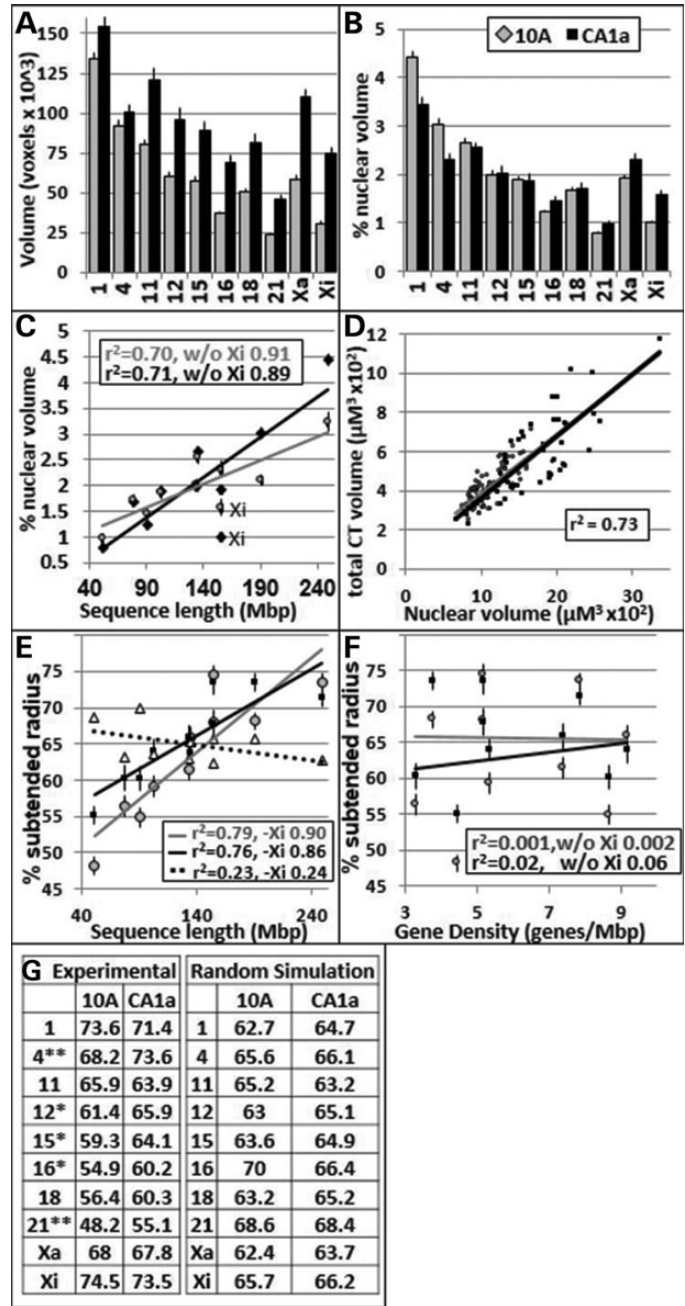 A
Volume (voxels x 10^3)
150
125
100
75
50
25
0
1 4 11 12 15 16 18 21 Xa Xi
B
10A CA1a
% nuclear volume
5
4
3
2
1
0
1 4 11 12 15 16 18 21 Xa Xi
C
r²=0.70, w/o Xi 0.91
r²=0.71, w/o Xi 0.89
% nuclear volume
5
4.5
4
3.5
3
2.5
2
1.5
1
0.5
Xi
Xi
40 90 140 190 240
Sequence length (Mbp)
D
total CT volume (µM³ x10²)
12
10
8
6
4
2
0
r² = 0.73
0 10 20 30
Nuclear volume (µM³ x10²)
E
% subtended radius
75
70
65
60
55
50
45
r²=0.79, -Xi 0.90
r²=0.76, -Xi 0.86
r²=0.23, -Xi 0.24
40 140 240
Sequence length (Mbp)
F
% subtended radius
75
70
65
60
55
50
45
r²=0.001,w/o Xi 0.002
r²=0.02, w/o Xi 0.06
3 5 7 9
Gene Density (genes/Mbp)
G Experimental Random Simulation
10A CA1a 10A CA1a
1 73.6 71.4 1 62.7 64.7
4** 68.2 73.6 4 65.6 66.1
11 65.9 63.9 11 65.2 63.2
12* 61.4 65.9 12 63 65.1
15* 59.3 64.1 15 63.6 64.9
16* 54.9 60.2 16 70 66.4
18 56.4 60.3 18 63.2 65.2
21** 48.2 55.1 21 68.6 68.4
Xa 68 67.8 Xa 62.4 63.7
Xi 74.5 73.5 Xi 65.7 66.2